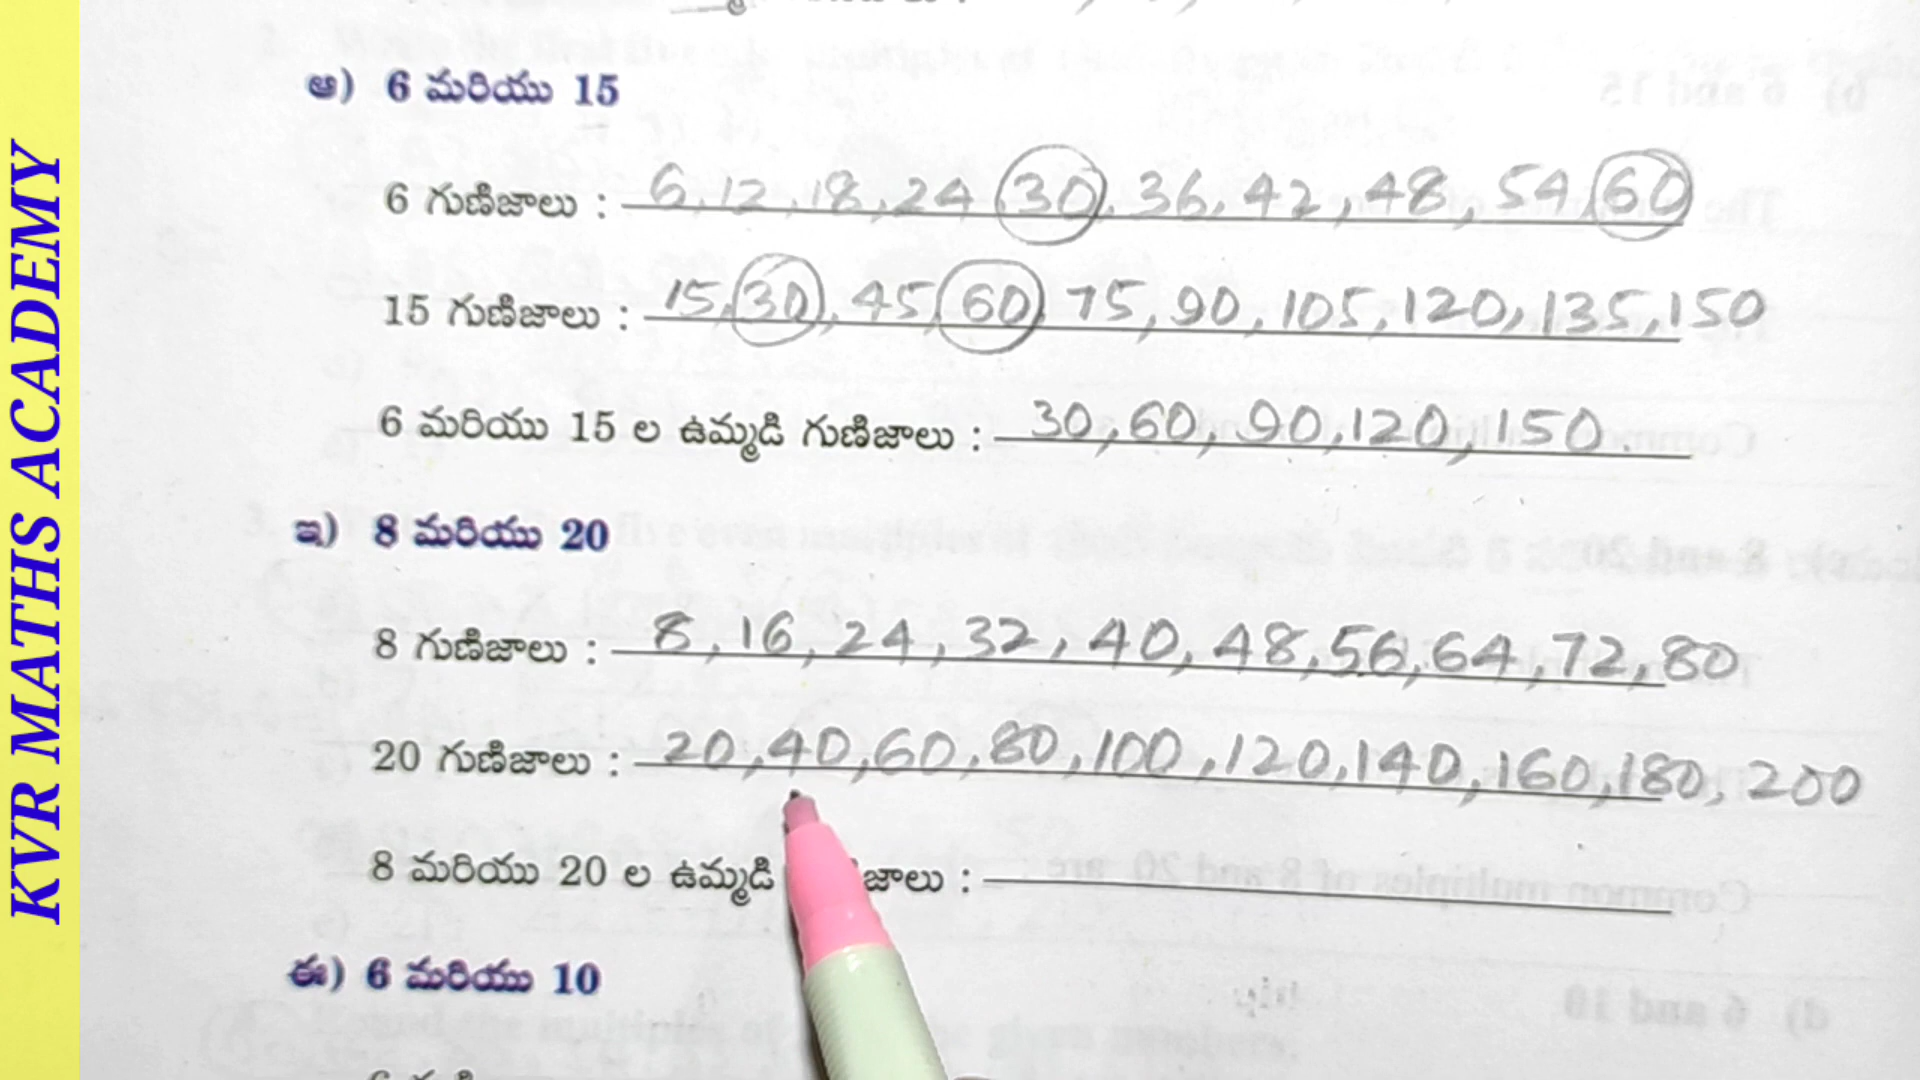 KVR MATHS ACADEMY
ఆ) 6 మరియు 15
6 గుణిజాలు : 6, 12, 18, 24, 30, 36, 42, 48, 54, 60
15 గుణిజాలు : 15, 30, 45, 60, 75, 90, 105, 120, 135, 150
6 మరియు 15 ల ఉమ్మడి గుణిజాలు : 30, 60, 90, 120, 150.
ఇ) 8 మరియు 20
8 గుణిజాలు : 8, 16, 24, 32, 40, 48, 56, 64, 72, 80
20 గుణిజాలు : 20, 40, 60, 80, 100, 120, 140, 160, 180, 200
8 మరియు 20 ల ఉమ్మడి :
ఈ) 6 మరియు 10